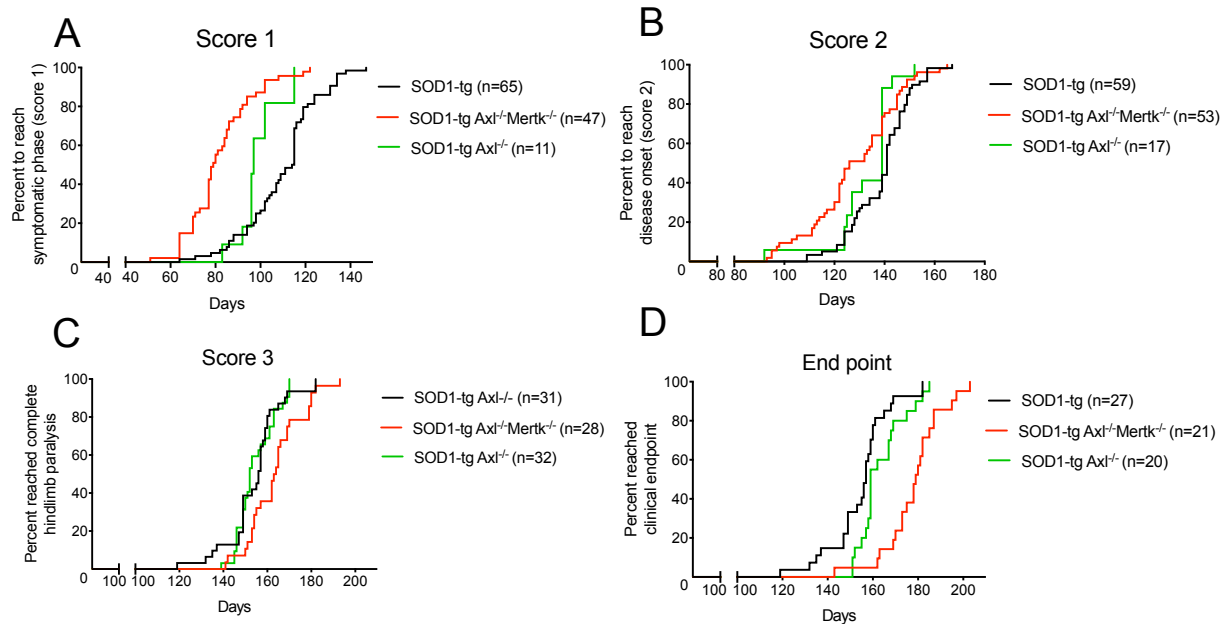 A
Score 1
Percent to reach
symptomatic phase (score 1)
100
80
60
40
20
0
40
40
60
80
100
120
140
Days
SOD1-tg (n=65)
SOD1-tg Axl⁻/⁻Mertk⁻/⁻ (n=47)
SOD1-tg Axl⁻/⁻ (n=11)
B
Score 2
Percent to reach
disease onset (score 2)
100
80
60
40
20
0
80
80
100
120
140
160
180
Days
SOD1-tg (n=59)
SOD1-tg Axl⁻/⁻Mertk⁻/⁻ (n=53)
SOD1-tg Axl⁻/⁻ (n=17)
C
Score 3
Percent reached complete
hindlimb paralysis
100
80
60
40
20
0
100
100
120
140
160
180
200
Days
SOD1-tg Axl-/- (n=31)
SOD1-tg Axl⁻/⁻Mertk⁻/⁻ (n=28)
SOD1-tg Axl⁻/⁻ (n=32)
D
End point
Percent reached
clinical endpoint
100
80
60
40
20
0
100
100
120
140
160
180
200
Days
SOD1-tg (n=27)
SOD1-tg Axl⁻/⁻Mertk⁻/⁻ (n=21)
SOD1-tg Axl⁻/⁻ (n=20)